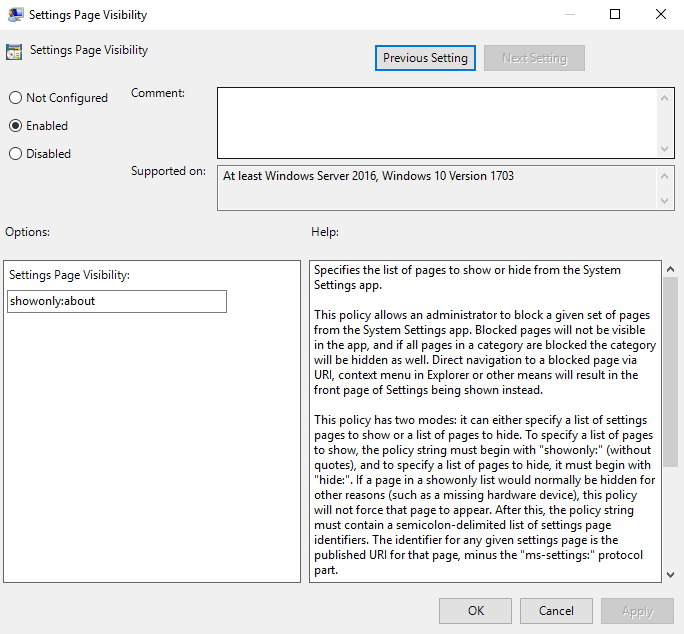 Settings Page Visibility
Settings Page Visibility
Previous Setting
Next Setting
Not Configured
Enabled
Disabled
Comment:
Supported on:
At least Windows Server 2016, Windows 10 Version 1703
Options:
Help:
Settings Page Visibility:
showonly:about
Specifies the list of pages to show or hide from the System
Settings app.
This policy allows an administrator to block a given set of pages
from the System Settings app. Blocked pages will not be visible
in the app, and if all pages in a category are blocked the category
will be hidden as well. Direct navigation to a blocked page via
URI, context menu in Explorer or other means will result in the
front page of Settings being shown instead.
This policy has two modes: it can either specify a list of settings
pages to show or a list of pages to hide. To specify a list of pages
to show, the policy string must begin with "showonly:" (without
quotes), and to specify a list of pages to hide, it must begin with
"hide:". If a page in a showonly list would normally be hidden for
other reasons (such as a missing hardware device), this policy
will not force that page to appear. After this, the policy string
must contain a semicolon-delimited list of settings page
identifiers. The identifier for any given settings page is the
published URI for that page, minus the "ms-settings:" protocol
part.
OK
Cancel
Apply